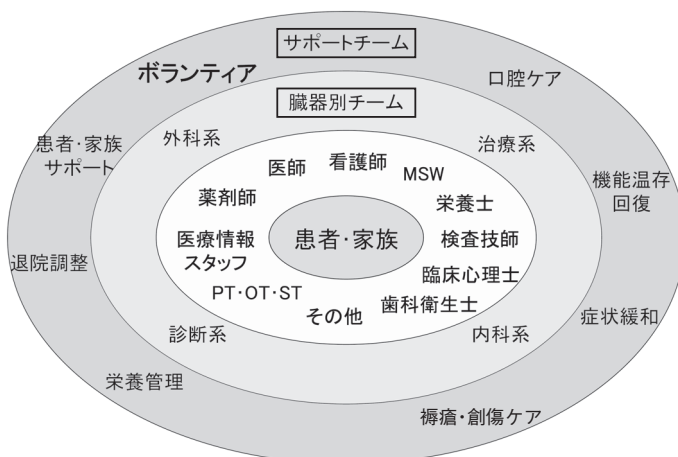 サポートチーム
ボランティア
口腔ケア
臓器別チーム
患者・家族
サポート
外科系
治療系
機能温存
回復
医師
看護師
MSW
薬剤師
栄養士
医療情報
スタッフ
患者・家族
検査技師
退院調整
臨床心理士
PT・OT・ST
その他
歯科衛生士
診断系
内科系
症状緩和
栄養管理
褥瘡・創傷ケア